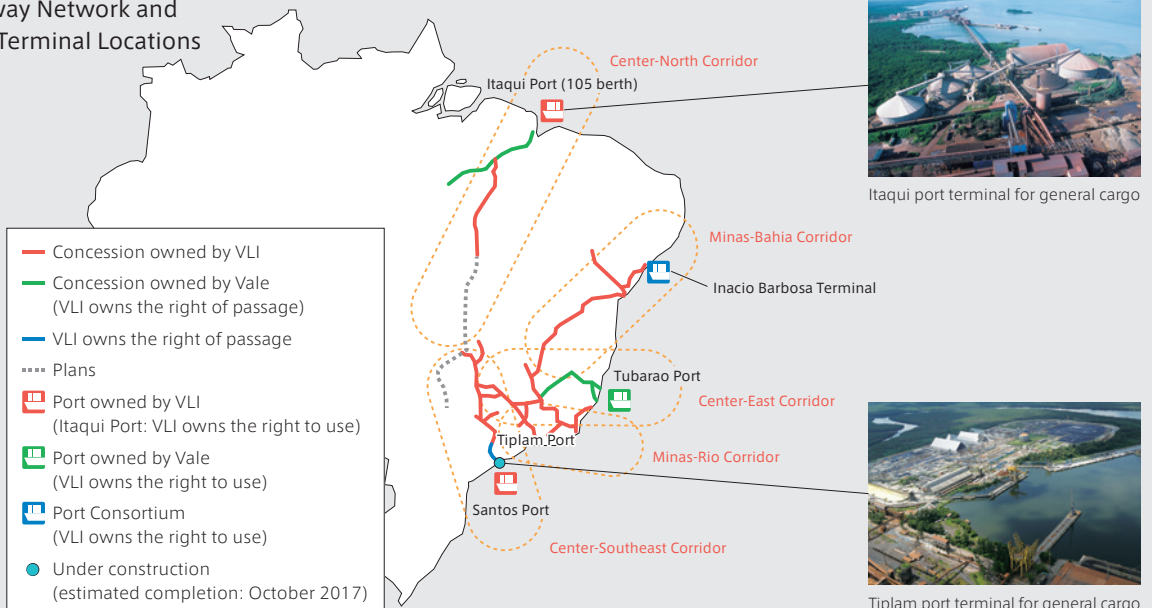 way Network and
Terminal Locations
Center-North Corridor
Itaqui Port (105 berth)
Itaqui port terminal for general cargo
Minas-Bahia Corridor
Inacio Barbosa Terminal
Concession owned by VLI
Concession owned by Vale
(VLI owns the right of passage)
VLI owns the right of passage
Plans
Port owned by VLI
(Itaqui Port: VLI owns the right to use)
Port owned by Vale
(VLI owns the right to use)
Port Consortium
(VLI owns the right to use)
Under construction
(estimated completion: October 2017)
Tubarao Port
Center-East Corridor
Tiplam Port
Minas-Rio Corridor
Santos Port
Center-Southeast Corridor
Tiplam port terminal for general cargo